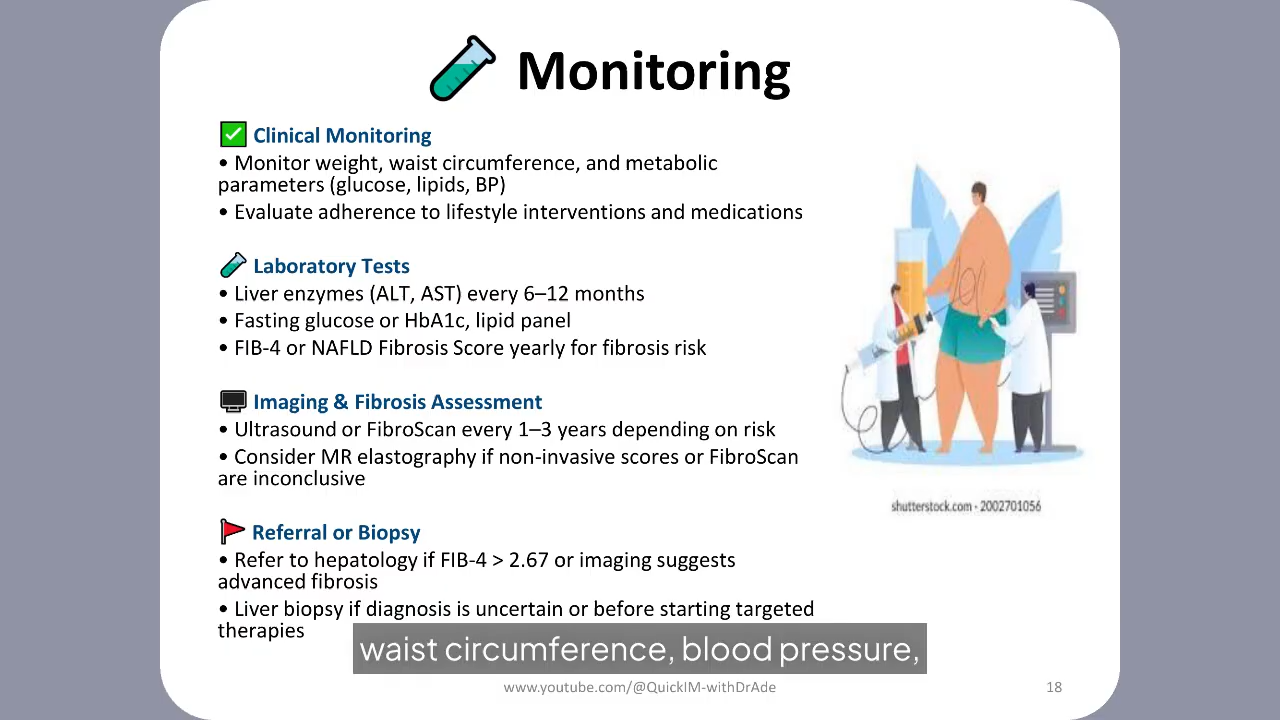 Monitoring
Clinical Monitoring
• Monitor weight, waist circumference, and metabolic
parameters (glucose, lipids, BP)
• Evaluate adherence to lifestyle interventions and medications
Laboratory Tests
• Liver enzymes (ALT, AST) every 6–12 months
• Fasting glucose or HbA1c, lipid panel
• FIB-4 or NAFLD Fibrosis Score yearly for fibrosis risk
Imaging & Fibrosis Assessment
• Ultrasound or FibroScan every 1–3 years depending on risk
• Consider MR elastography if non-invasive scores or FibroScan
are inconclusive
shutterstock.com · 2002701056
Referral or Biopsy
• Refer to hepatology if FIB-4 > 2.67 or imaging suggests
advanced fibrosis
• Liver biopsy if diagnosis is uncertain or before starting targeted
therapies
waist circumference, blood pressure,
www.youtube.com/@QuickIM-withDrAde
18